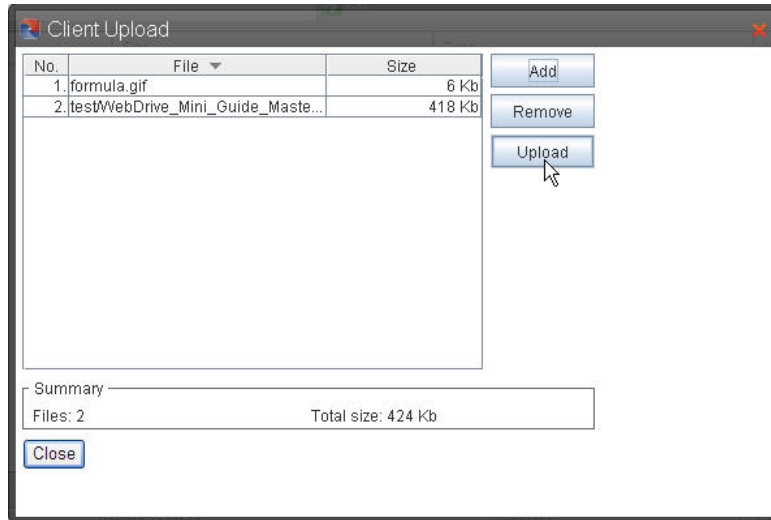 Client Upload
No. File Size
1. formula.gif 6 Kb
2. test/WebDrive_Mini_Guide_Maste... 418 Kb
Add
Remove
Upload
Summary
Files: 2 Total size: 424 Kb
Close